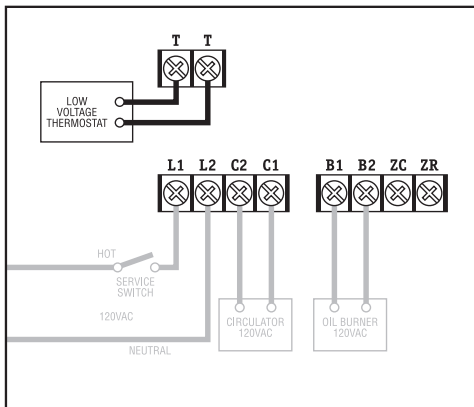 T T
LOW
VOLTAGE
THERMOSTAT
L1 L2 C2 C1 B1 B2 ZC ZR
HOT
SERVICE
SWITCH
120VAC
NEUTRAL
CIRCULATOR
120VAC
OIL BURNER
120VAC